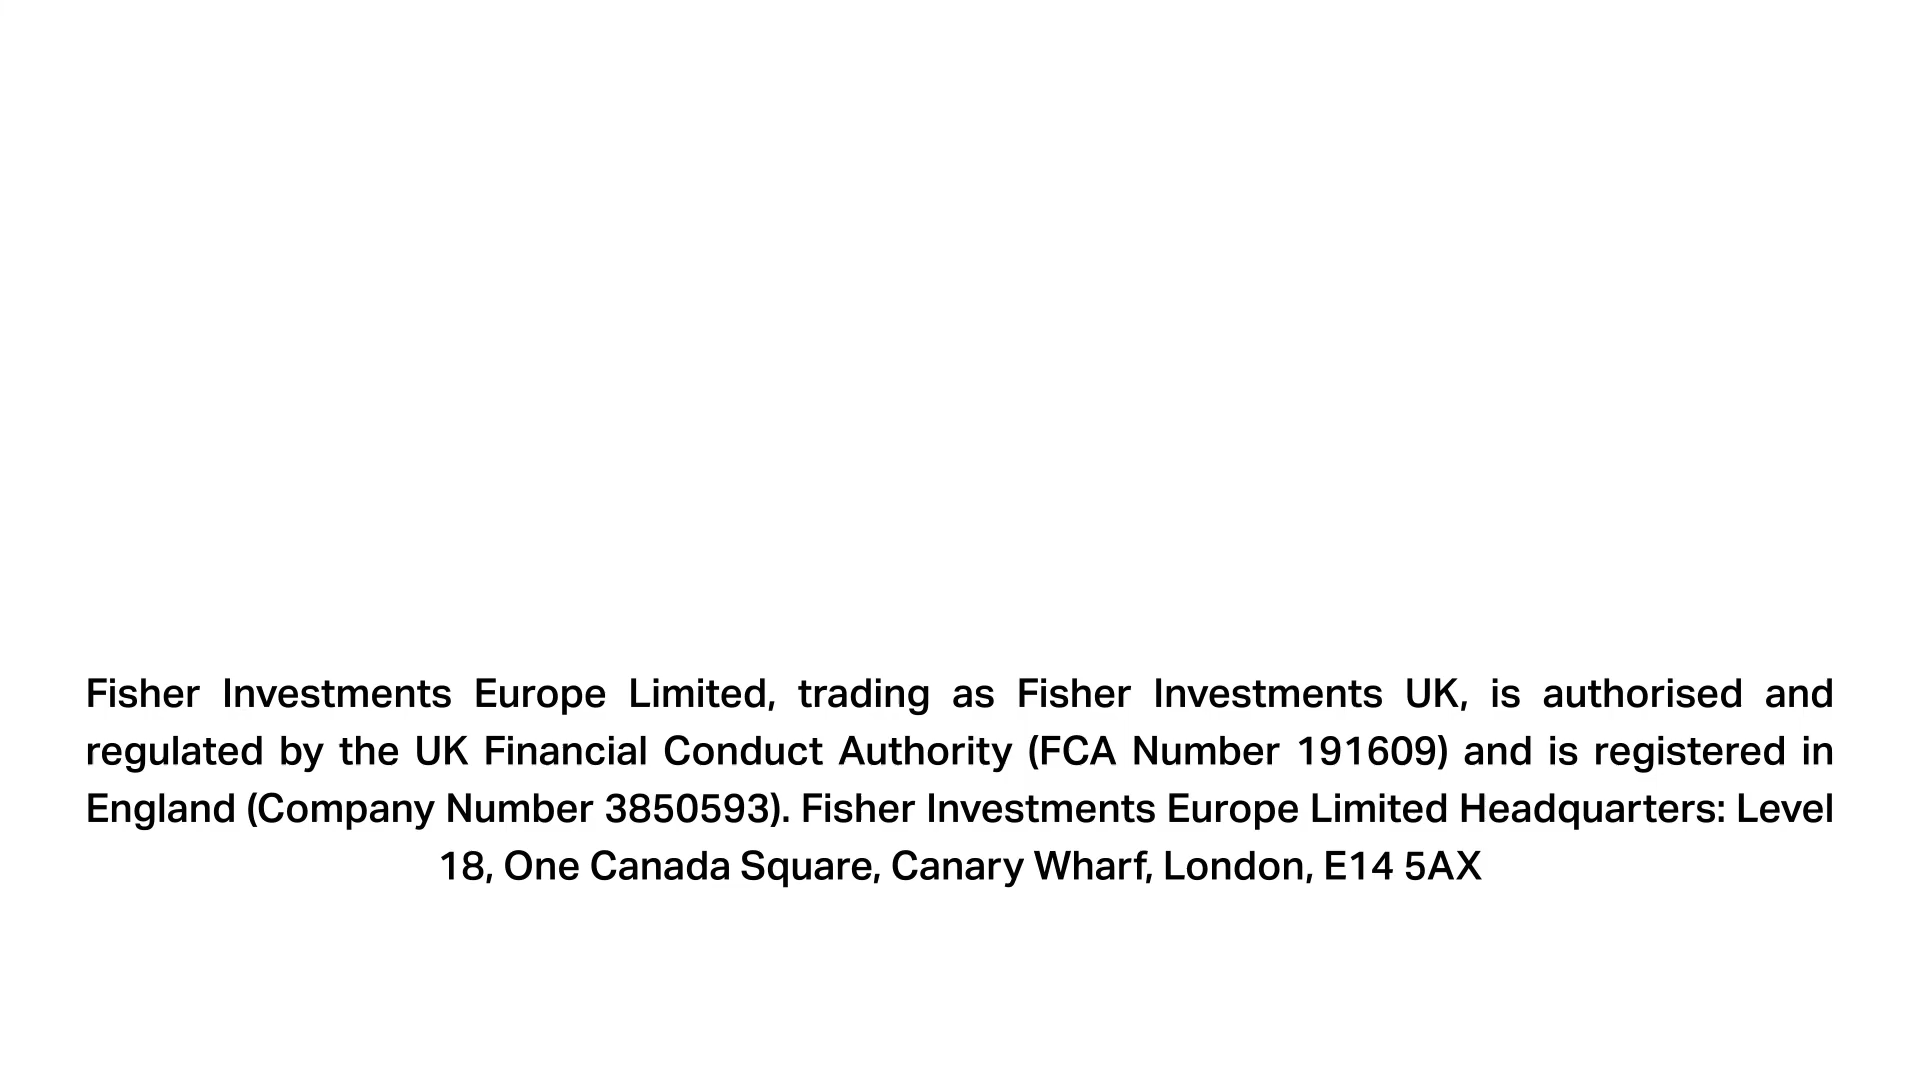 Fisher Investments Europe Limited, trading as Fisher Investments UK, is authorised and
regulated by the UK Financial Conduct Authority (FCA Number 191609) and is registered in
England (Company Number 3850593). Fisher Investments Europe Limited Headquarters: Level
18, One Canada Square, Canary Wharf, London, E14 5AX